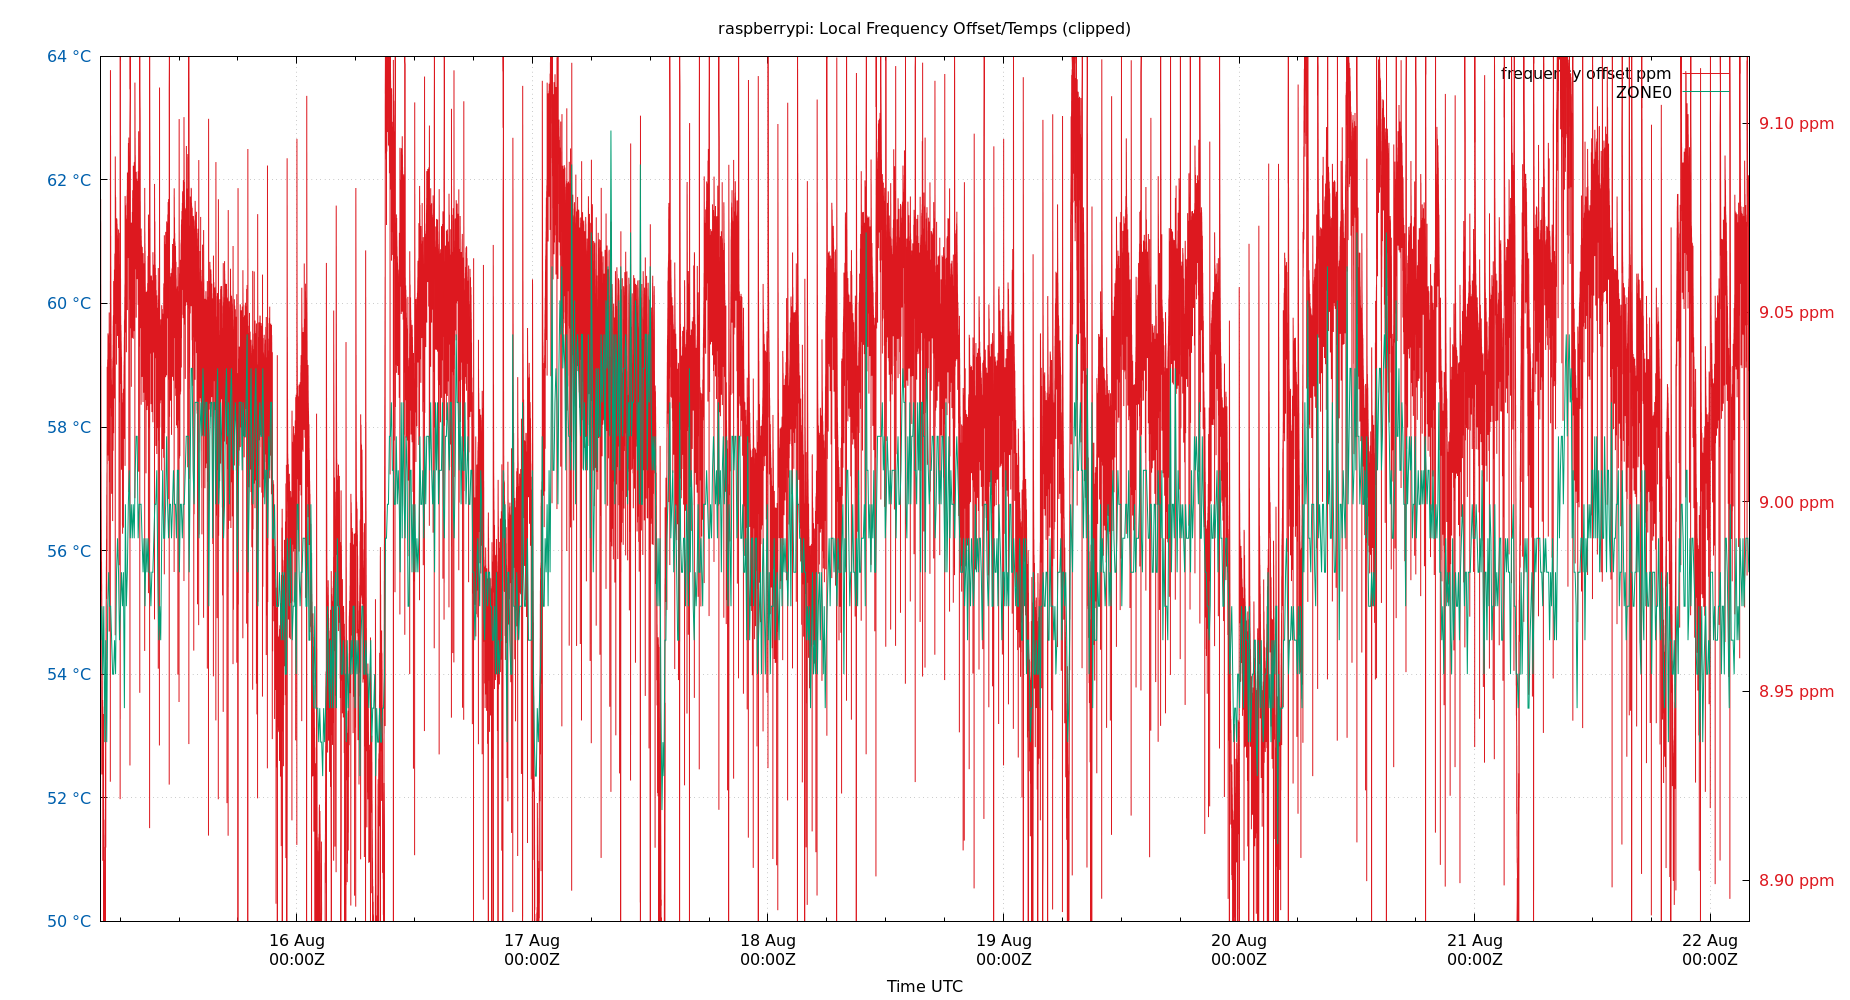 raspberrypi: Local Frequency Offset/Temps (clipped)
64 °C
62 °C
60 °C
58 °C
56 °C
54 °C
52 °C
50 °C
frequency offset ppm
ZONE0
9.10 ppm
9.05 ppm
9.00 ppm
8.95 ppm
8.90 ppm
16 Aug
00:00Z
17 Aug
00:00Z
18 Aug
00:00Z
19 Aug
00:00Z
20 Aug
00:00Z
21 Aug
00:00Z
22 Aug
00:00Z
Time UTC